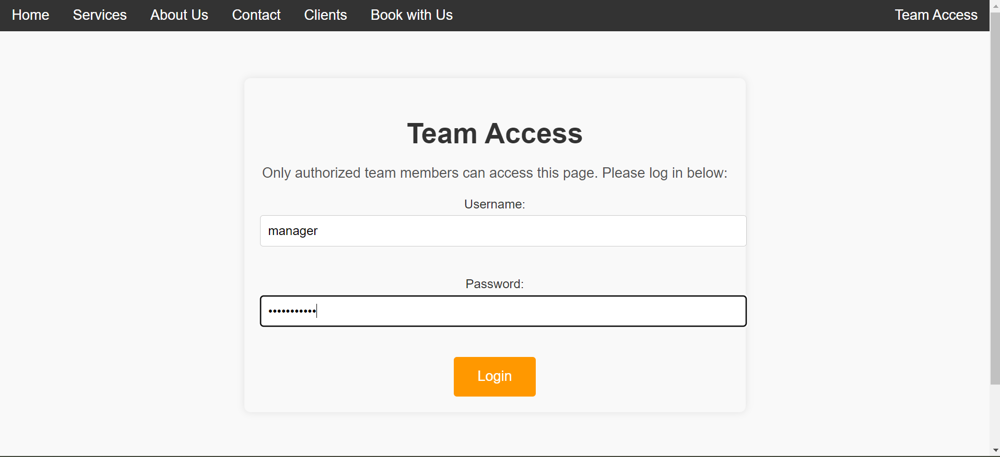 Home Services About Us Contact Clients Book with Us Team Access
Team Access
Only authorized team members can access this page. Please log in below:
Username:
manager
Password:
•••••••••••
Login